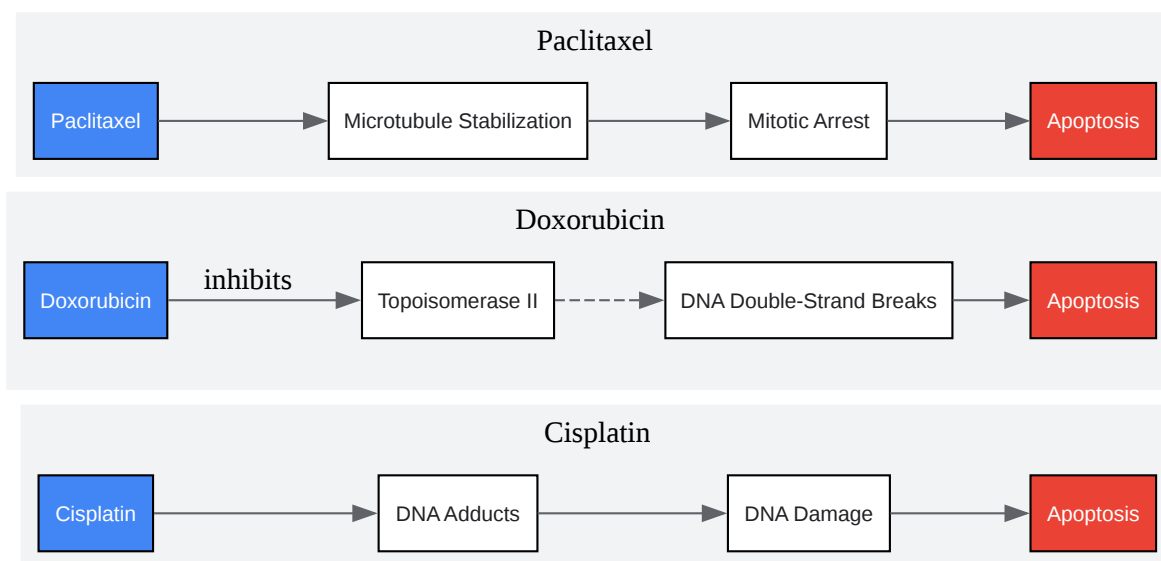 Paclitaxel
Paclitaxel
Microtubule Stabilization
Mitotic Arrest
Apoptosis
Doxorubicin
Doxorubicin
inhibits
Topoisomerase II
DNA Double-Strand Breaks
Apoptosis
Cisplatin
Cisplatin
DNA Adducts
DNA Damage
Apoptosis